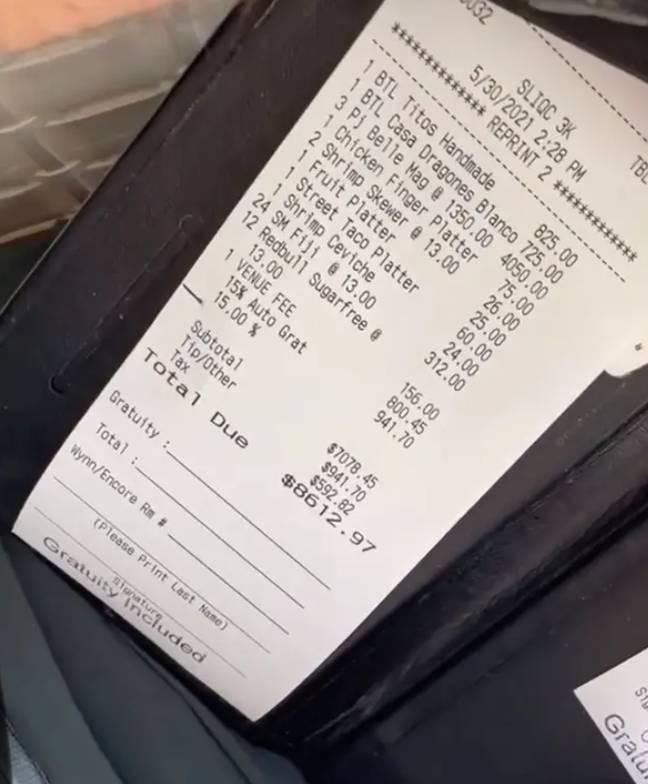 0032
TBL
SLIQC 3K
5/30/2021 2:28 PM
************* REPRINT 2 *************
1 BTL Titos Handmade 825.00
1 BTL Casa Dragones Blanco 725.00
3 Pj Belle Mag @ 1350.00 4050.00
1 Chicken Finger Platter 75.00
2 Shrimp Skewer @ 13.00 26.00
1 Fruit Platter 25.00
1 Street Taco Platter 60.00
1 Shrimp Ceviche 24.00
24 SM Fiji @ 13.00 312.00
12 Redbull Sugarfree @
13.00 156.00
1 VENUE FEE 800.45
15% Auto Grat 941.70
15.00 %
Subtotal $7078.45
Tip/Other $941.70
Tax $592.82
Total Due $8612.97
Gratuity :
Total :
Wynn/Encore Rm #
(Please Print Last Name)
Signature
Gratuity Included